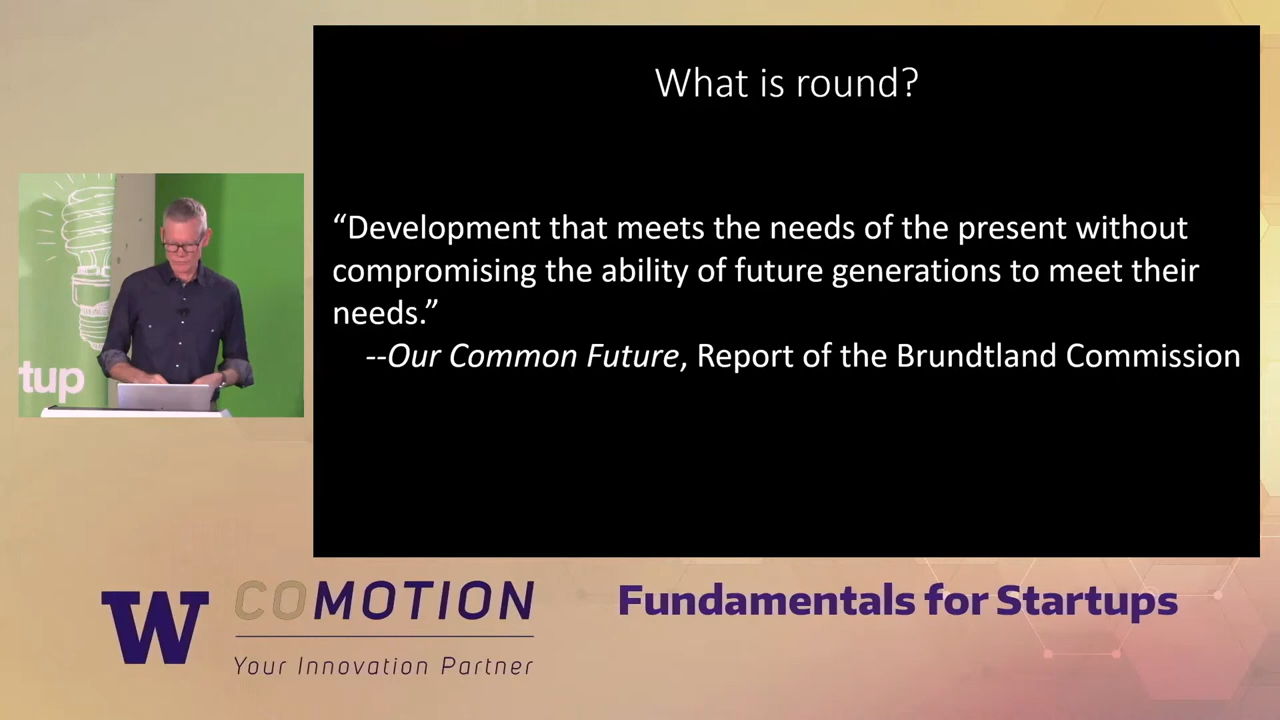 What is round?
“Development that meets the needs of the present without
compromising the ability of future generations to meet their
needs.”
--Our Common Future, Report of the Brundtland Commission
tup
W
COMOTION
Your Innovation Partner
Fundamentals for Startups